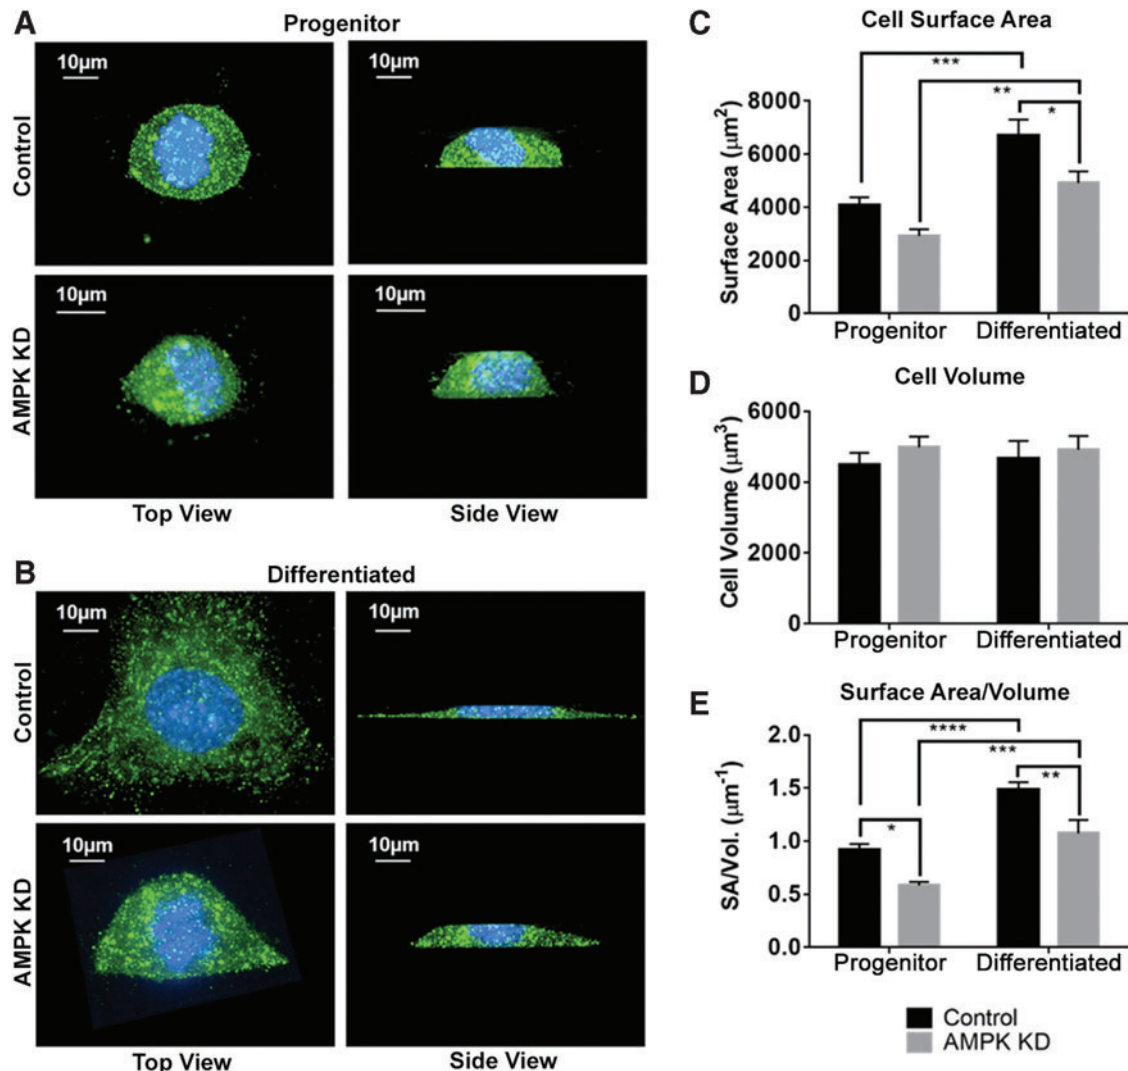 A
Progenitor
Control
10µm
10µm
AMPK KD
10µm
10µm
Top View
Side View
B
Differentiated
Control
10µm
10µm
AMPK KD
10µm
10µm
Top View
Side View
C
Cell Surface Area
Surface Area (µm²)
***
**
*
8000
6000
4000
2000
0
Progenitor
Differentiated
D
Cell Volume
Cell Volume (µm³)
6000
4000
2000
0
Progenitor
Differentiated
E
Surface Area/Volume
SA/Vol. (µm⁻¹)
****
***
**
*
2.0
1.5
1.0
0.5
0.0
Progenitor
Differentiated
Control
AMPK KD